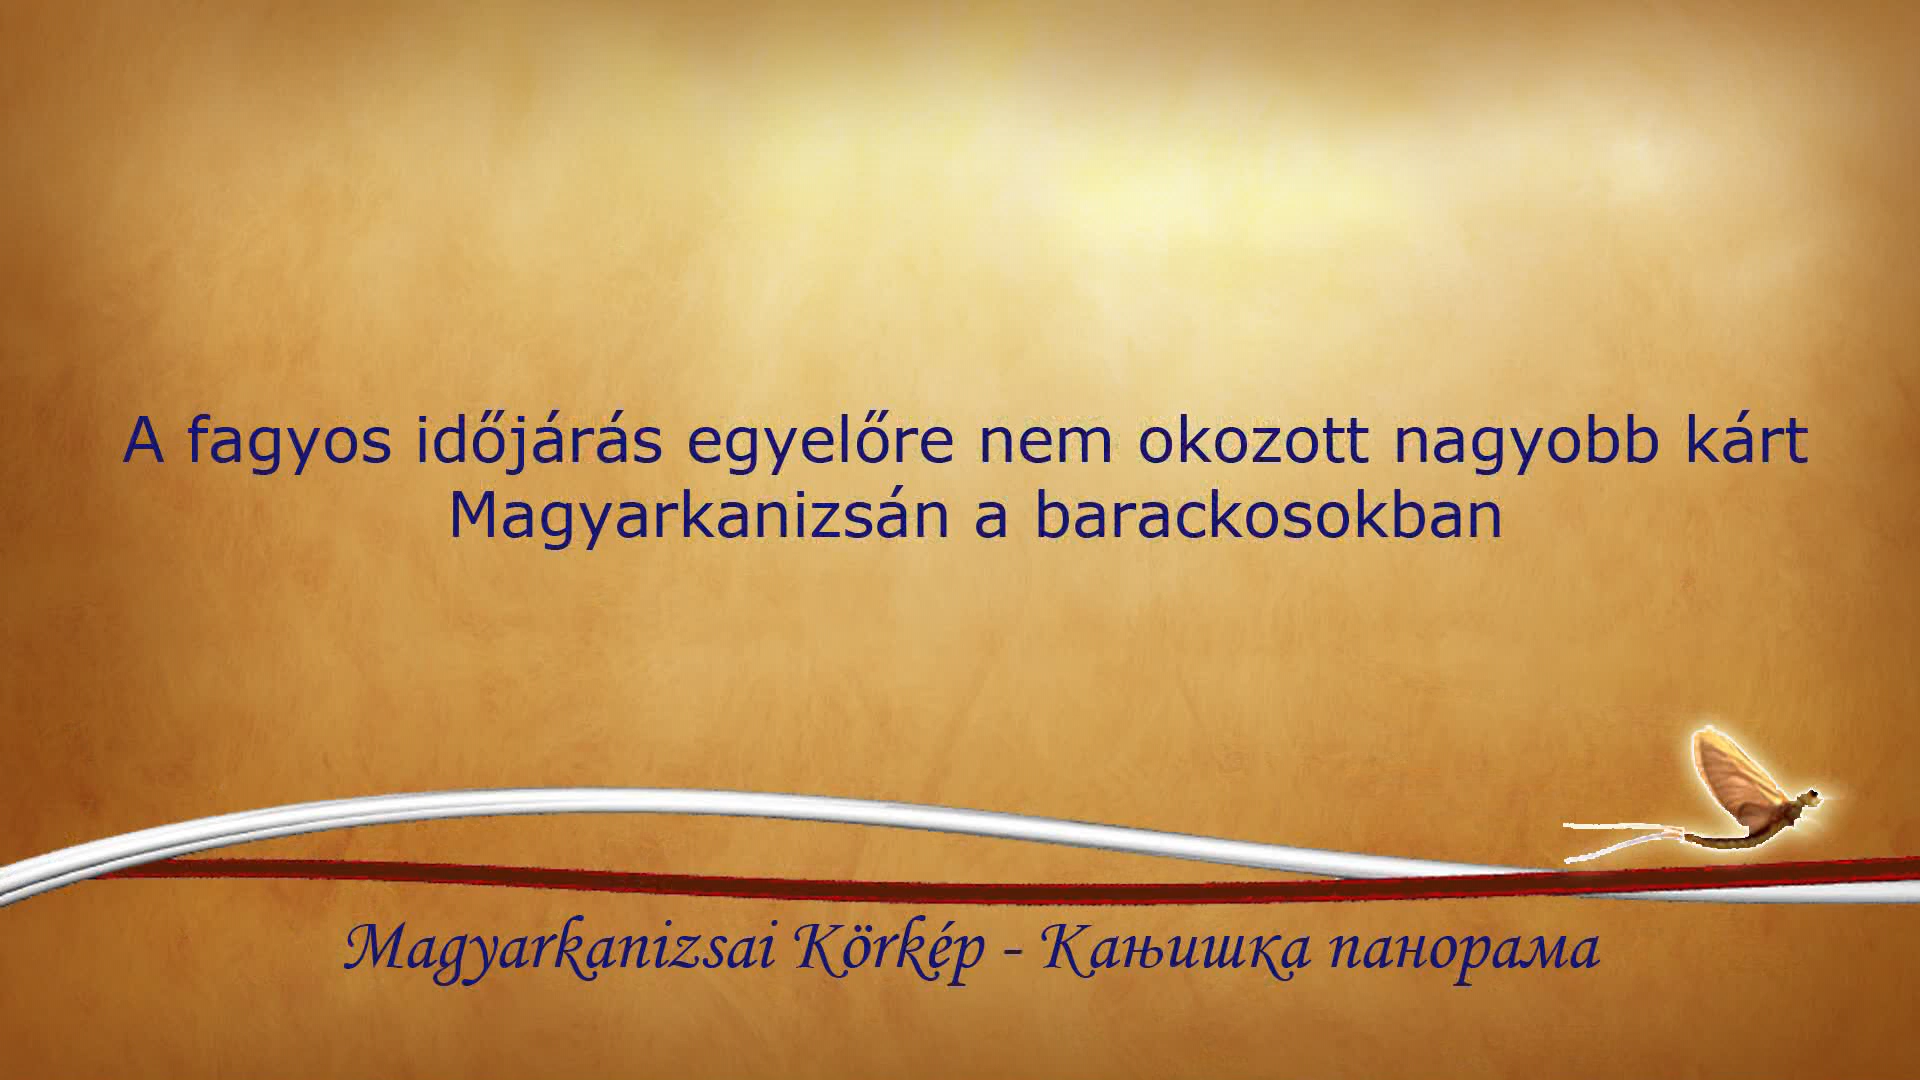 A fagyos időjárás egyelőre nem okozott nagyobb kárt
Magyarkanizsán a barackosokban
Magyarkanizsai Körkép - Кањишка панорама